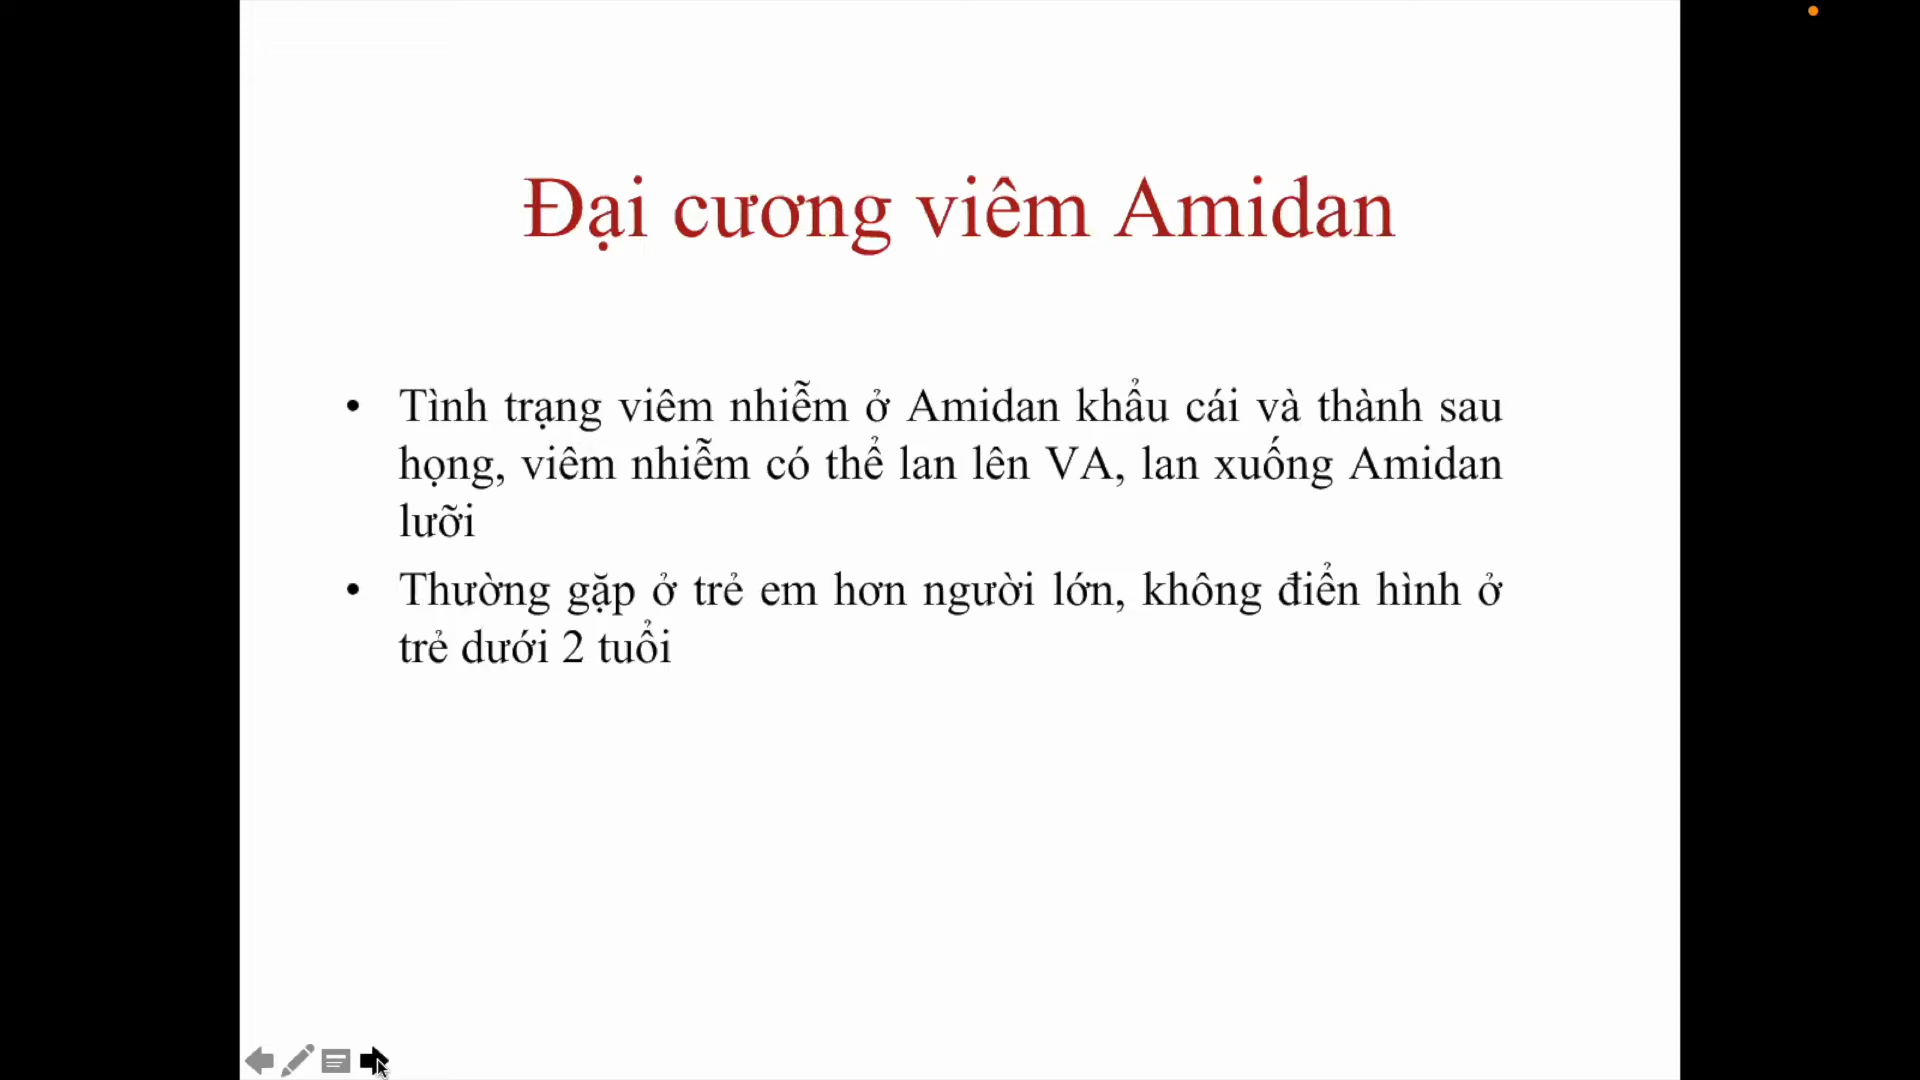 Đại cương viêm Amidan
• Tình trạng viêm nhiễm ở Amidan khẩu cái và thành sau
họng, viêm nhiễm có thể lan lên VA, lan xuống Amidan
lưỡi
• Thường gặp ở trẻ em hơn người lớn, không điển hình ở
trẻ dưới 2 tuổi